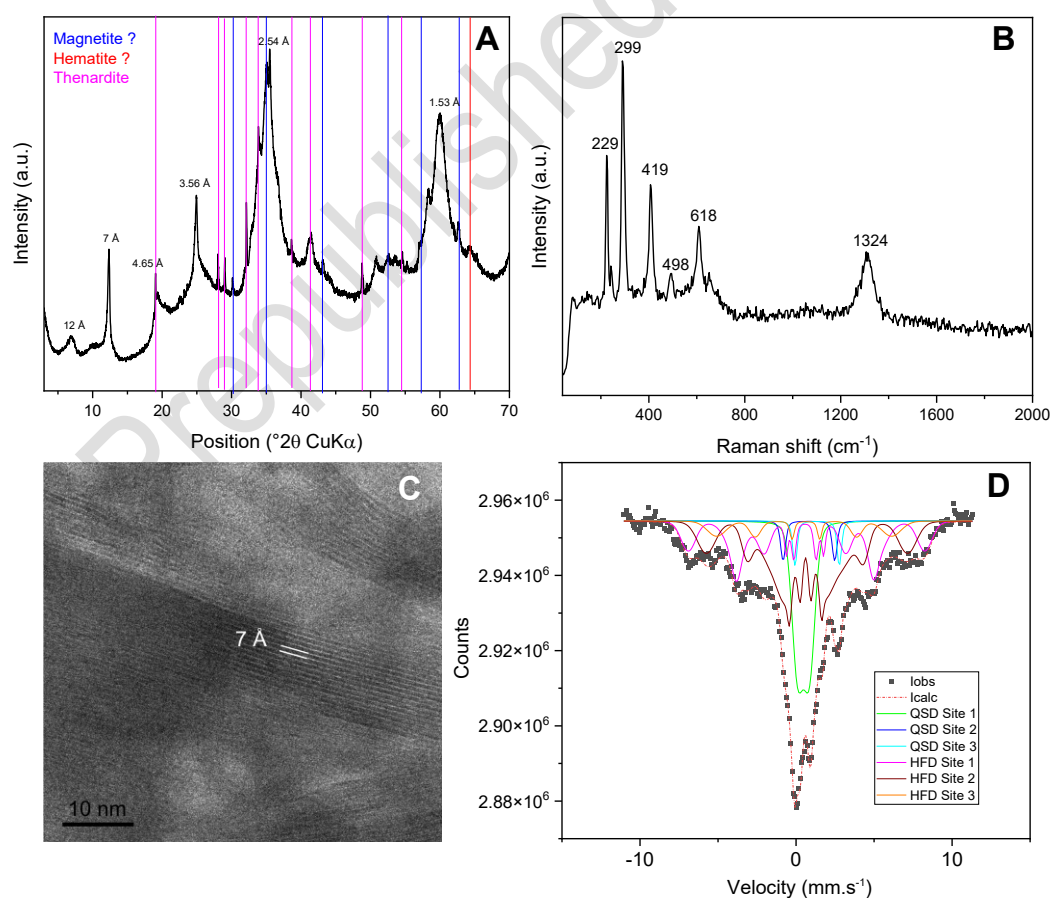 Prepublished
A
Magnetite ?
Hematite ?
Thenardite
12 Å
7 Å
4.65 Å
3.56 Å
2.54 Å
1.53 Å
Intensity (a.u.)
10 20 30 40 50 60 70
Position (°2θ CuKα)
B
229
299
419
498
618
1324
Intensity (a.u.)
400 800 1200 1600 2000
Raman shift (cm⁻¹)
C
7 Å
10 nm
D
2.96×10⁶
2.94×10⁶
2.92×10⁶
2.90×10⁶
2.88×10⁶
Counts
Iobs
Icalc
QSD Site 1
QSD Site 2
QSD Site 3
HFD Site 1
HFD Site 2
HFD Site 3
-10 0 10
Velocity (mm.s⁻¹)